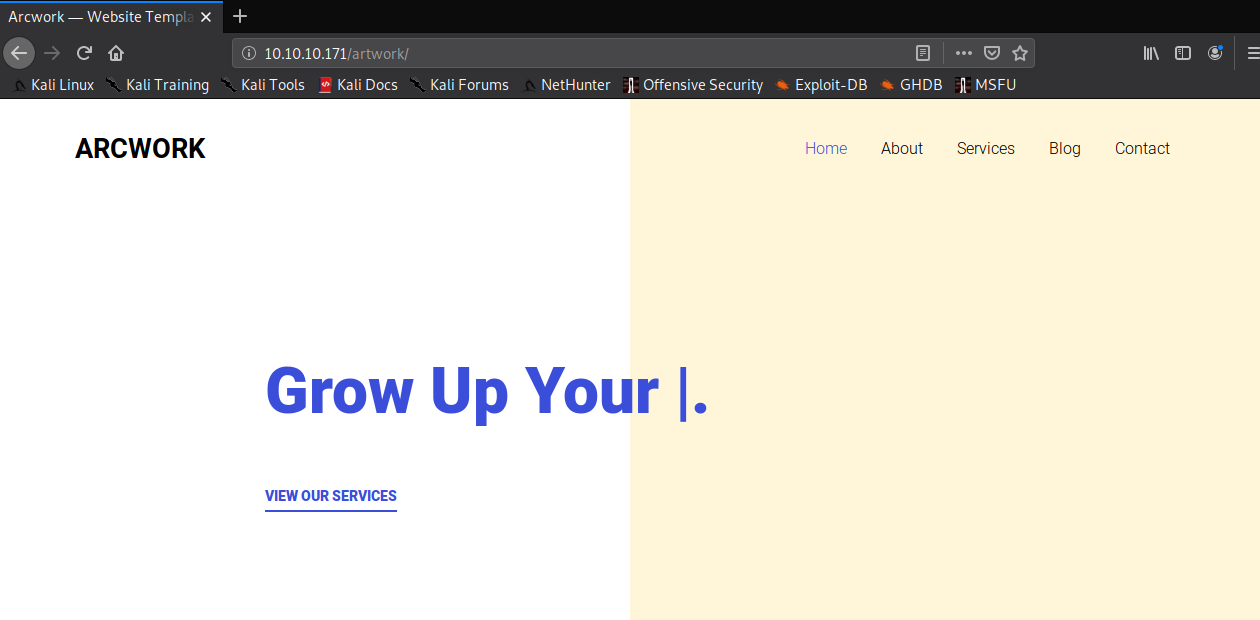 Arcwork — Website Templa
10.10.10.171/artwork/
Kali Linux Kali Training Kali Tools Kali Docs Kali Forums NetHunter Offensive Security Exploit-DB GHDB MSFU
ARCWORK Home About Services Blog Contact
Grow Up Your |.
VIEW OUR SERVICES